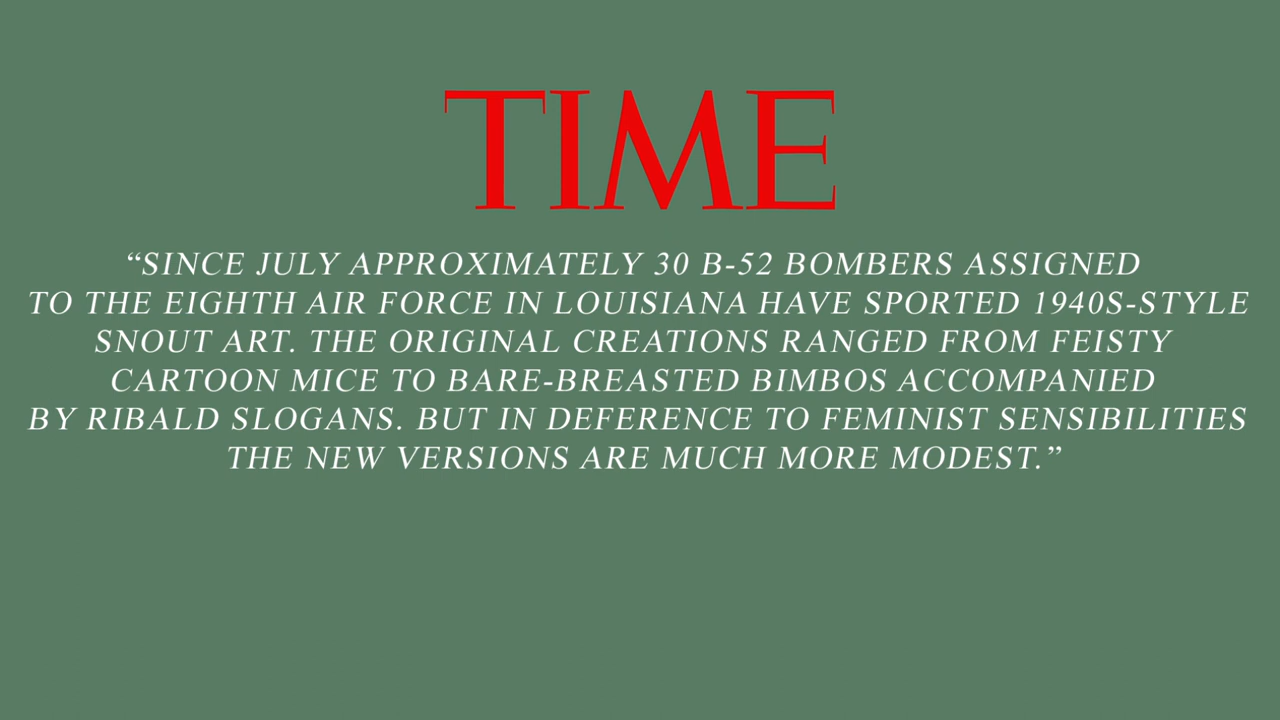 TIME
“SINCE JULY APPROXIMATELY 30 B-52 BOMBERS ASSIGNED
TO THE EIGHTH AIR FORCE IN LOUISIANA HAVE SPORTED 1940S-STYLE
SNOUT ART. THE ORIGINAL CREATIONS RANGED FROM FEISTY
CARTOON MICE TO BARE-BREASTED BIMBOS ACCOMPANIED
BY RIBALD SLOGANS. BUT IN DEFERENCE TO FEMINIST SENSIBILITIES
THE NEW VERSIONS ARE MUCH MORE MODEST.”